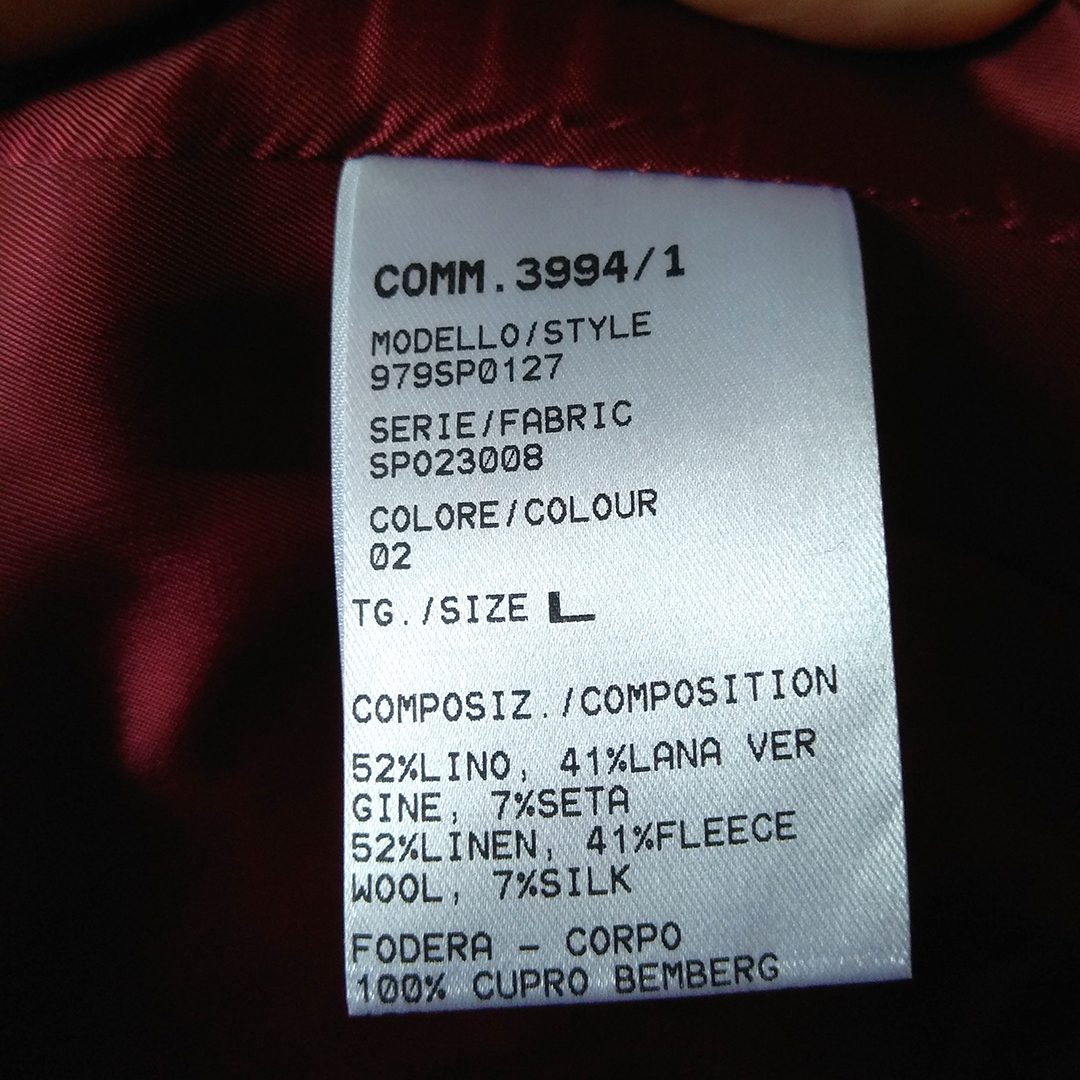 COMM.3994/1
MODELLO/STYLE
979SP0127
SERIE/FABRIC
SP023008
COLORE/COLOUR
02
TG./SIZE L
COMPOSIZ./COMPOSITION
52%LINO, 41%LANA VER
GINE, 7%SETA
52%LINEN, 41%FLEECE
WOOL, 7%SILK
FODERA - CORPO
100% CUPRO BEMBERG